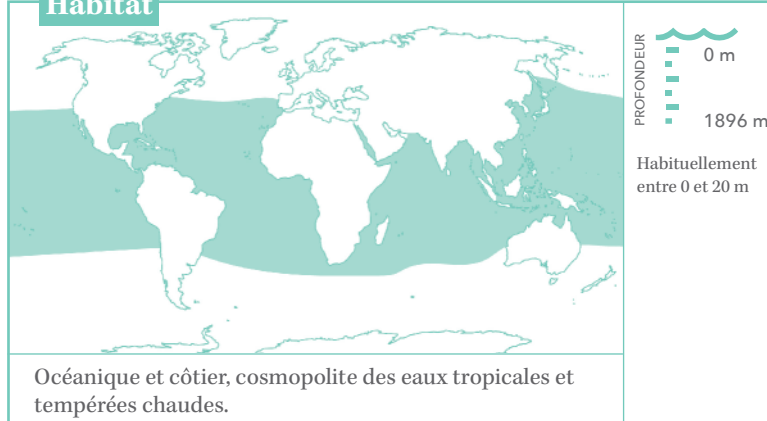 Habitat
PROFONDEUR
0 m
1896 m
Habituellement
entre 0 et 20 m
Océanique et côtier, cosmopolite des eaux tropicales et
tempérées chaudes.